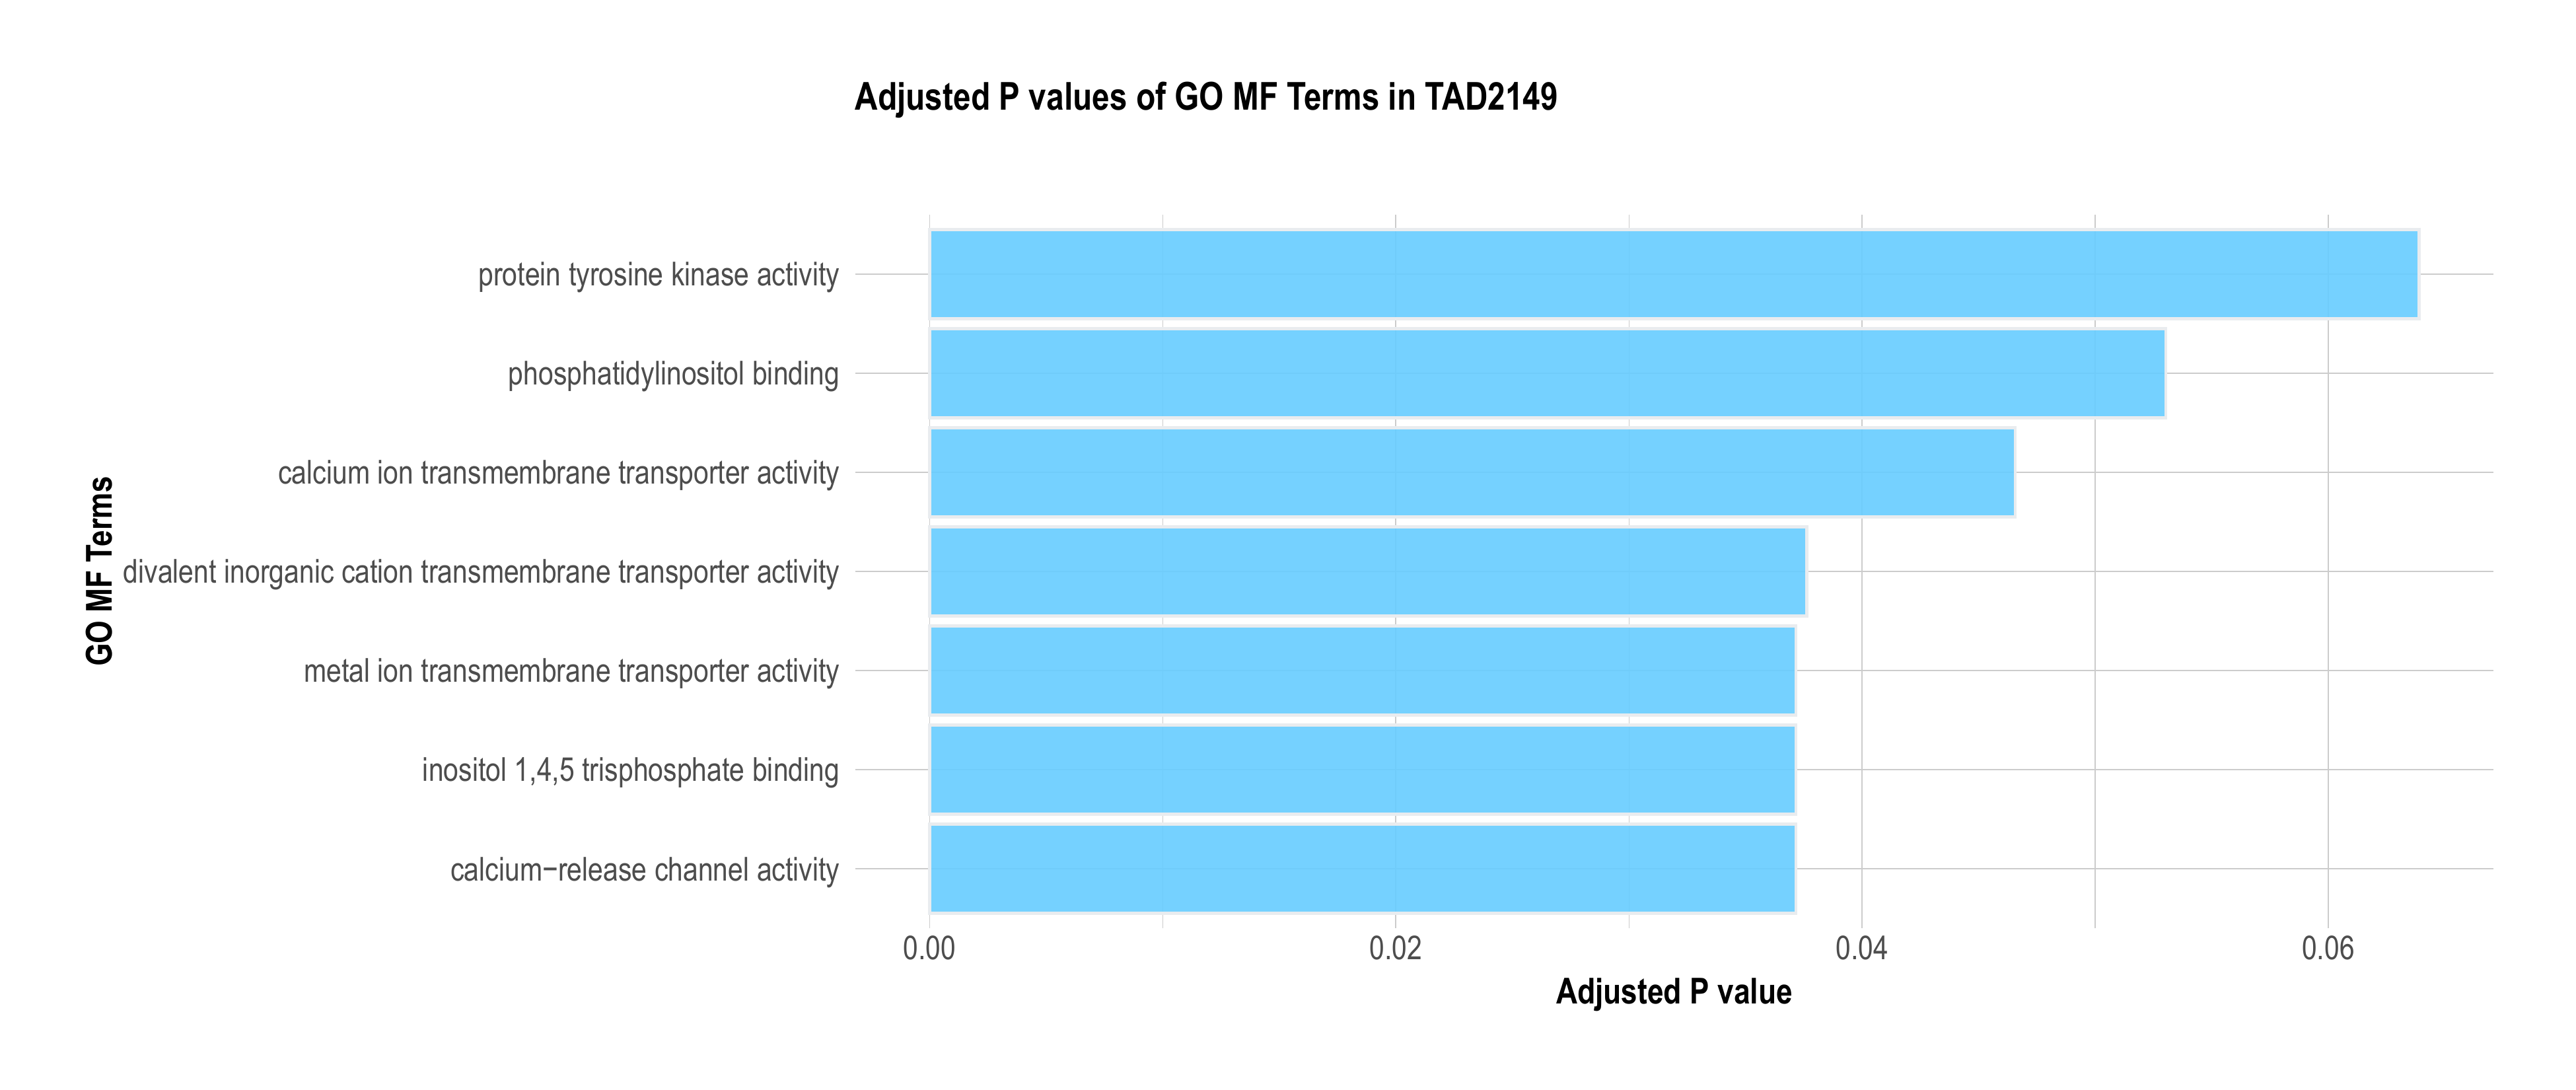 Adjusted P values of GO MF Terms in TAD2149
GO MF Terms
protein tyrosine kinase activity
phosphatidylinositol binding
calcium ion transmembrane transporter activity
divalent inorganic cation transmembrane transporter activity
metal ion transmembrane transporter activity
inositol 1,4,5 trisphosphate binding
calcium−release channel activity
0.00 0.02 0.04 0.06
Adjusted P value